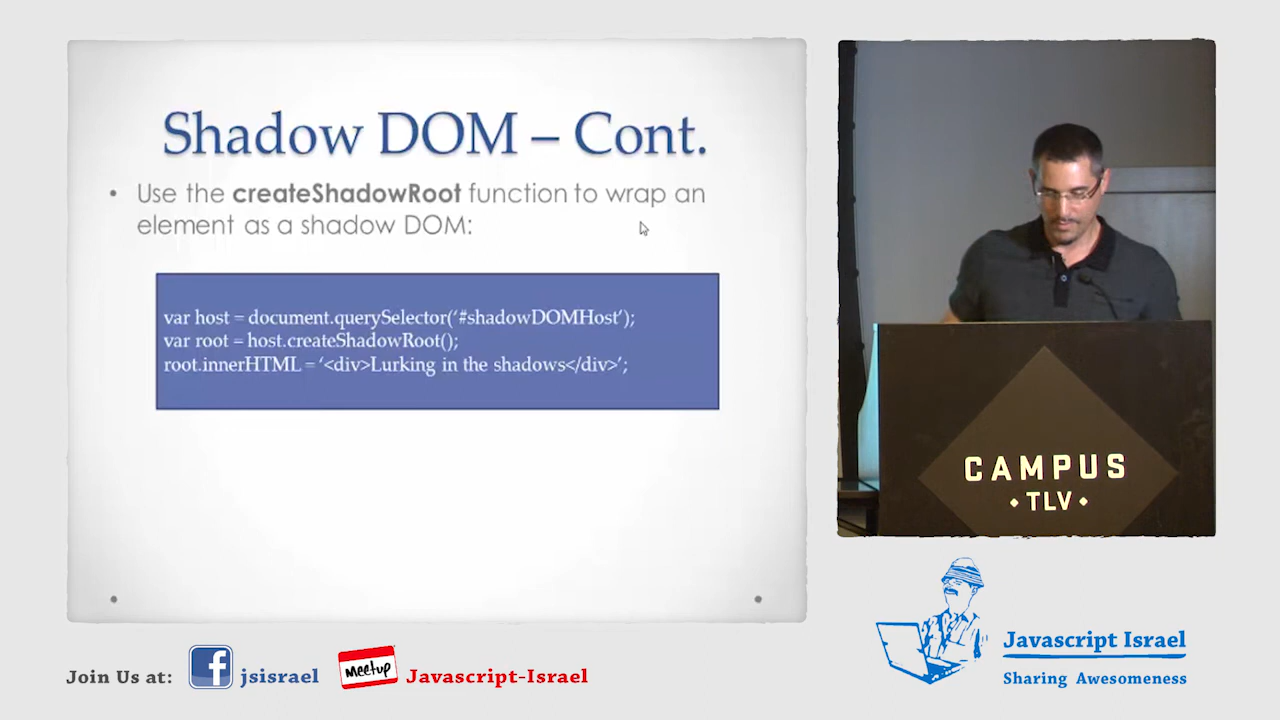 Shadow DOM – Cont.
• Use the createShadowRoot function to wrap an
element as a shadow DOM:
var host = document.querySelector(‘#shadowDOMHost’);
var root = host.createShadowRoot();
root.innerHTML = ‘<div>Lurking in the shadows</div>’;
CAMPUS
• TLV •
Join Us at:
f
jsisrael
meetup
Javascript-Israel
Javascript Israel
Sharing Awesomeness